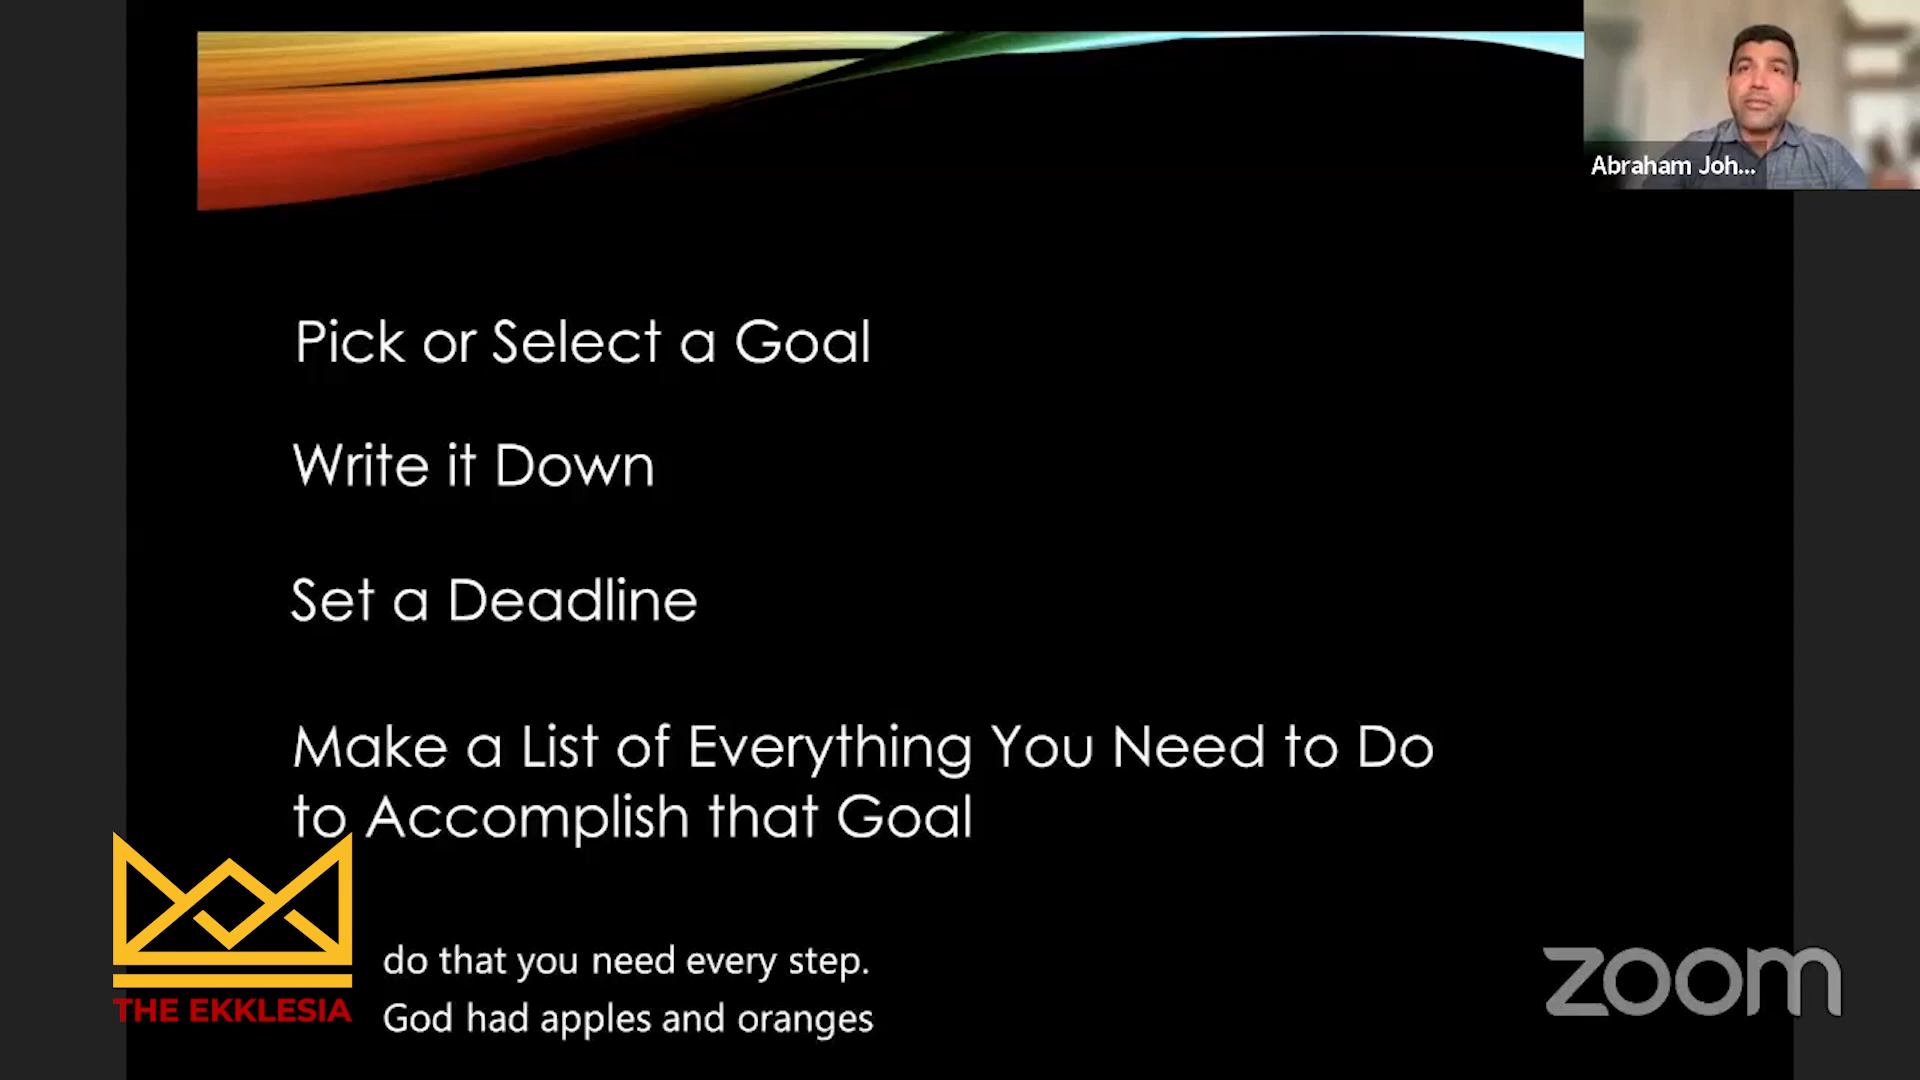 Abraham Joh...
Pick or Select a Goal
Write it Down
Set a Deadline
Make a List of Everything You Need to Do
to Accomplish that Goal
THE EKKLESIA
do that you need every step.
God had apples and oranges
zoom